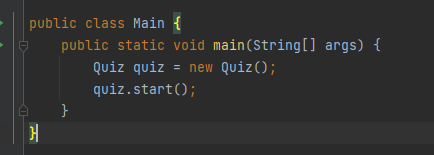 public class Main {
    public static void main(String[] args) {
        Quiz quiz = new Quiz();
        quiz.start();
    }
}